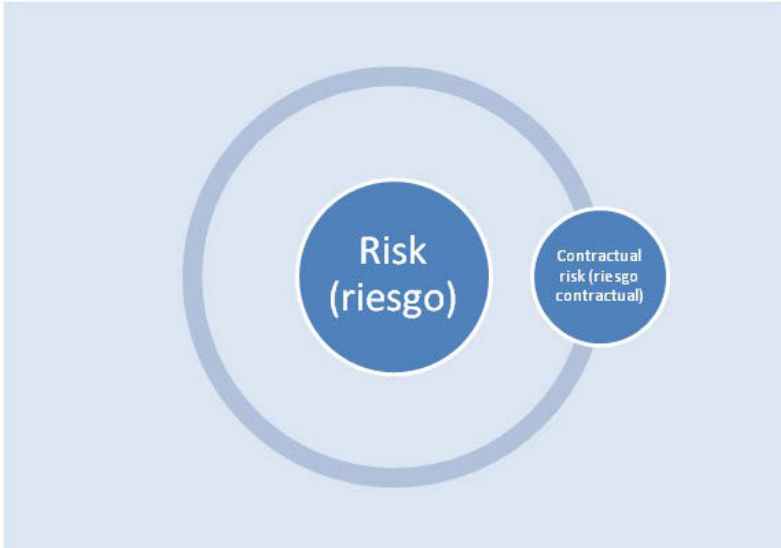 Risk
(riesgo)
Contractual
risk (riesgo
contractual)